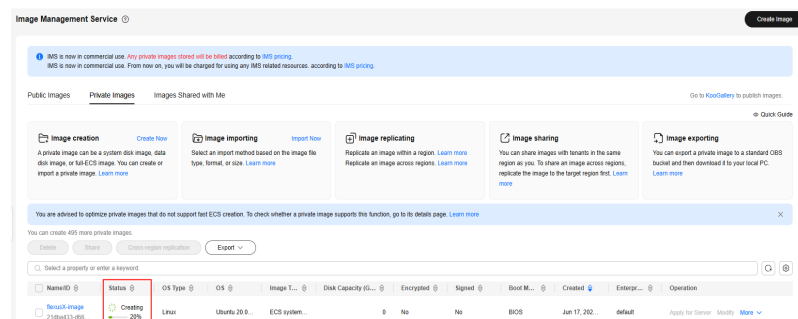 Image Management Service
Create Image
IMS is now in commercial use. Any private images stored will be billed according to IMS pricing.
IMS is now in commercial use. From now on, you will be charged for using any IMS related resources. according to IMS pricing.
Public Images Private Images Images Shared with Me Go to KooGallery to publish images.
Quick Guide
Image creation Create Now
A private image can be a system disk image, data
disk image, or full-ECS image. You can create or
import a private image. Learn more
Image importing Import Now
Select an import method based on the image file
type, format, or size. Learn more
Image replicating
Replicate an image within a region. Learn more
Replicate an image across regions. Learn more
Image sharing
You can share images with tenants in the same
region as you. To share an image across regions,
replicate the image to the target region first. Learn
more
Image exporting
You can export a private image to a standard OBS
bucket and then download it to your local PC.
Learn more
You are advised to optimize private images that do not support fast ECS creation. To check whether a private image supports this function, go to its details page. Learn more
You can create 495 more private images.
Delete Share Cross-region replication Export
Select a property or enter a keyword.
Name/ID Status OS Type OS Image T... Disk Capacity (G... Encrypted Signed Boot M... Created Enterpr... Operation
flexusX-image Creating Linux Ubuntu 20.0... ECS system... 0 No No BIOS Jun 17, 202... default Apply for Server Modify More
20%